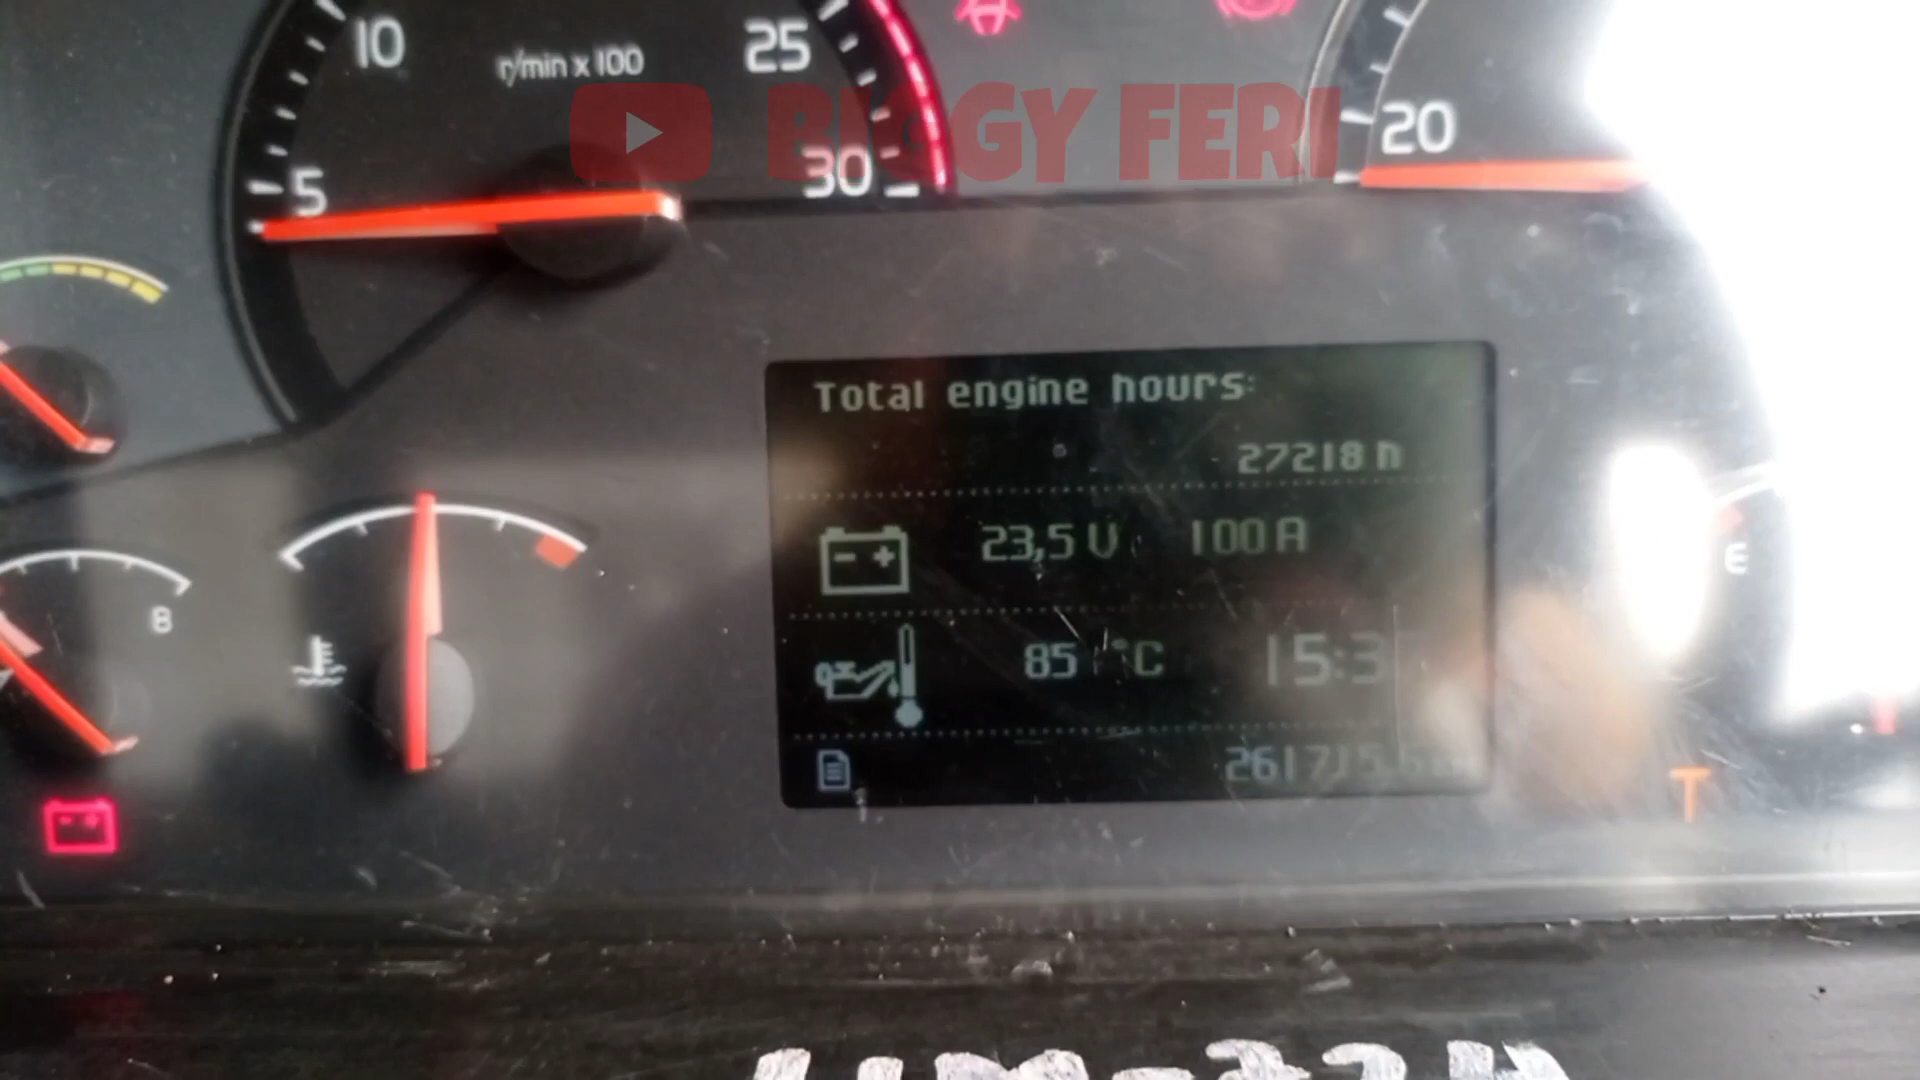 10
r/min x 100
25
BIGGY FERI
20
5
30
Total engine hours:
27218 h
23,5 V 100 A
E
8
85 °C
T